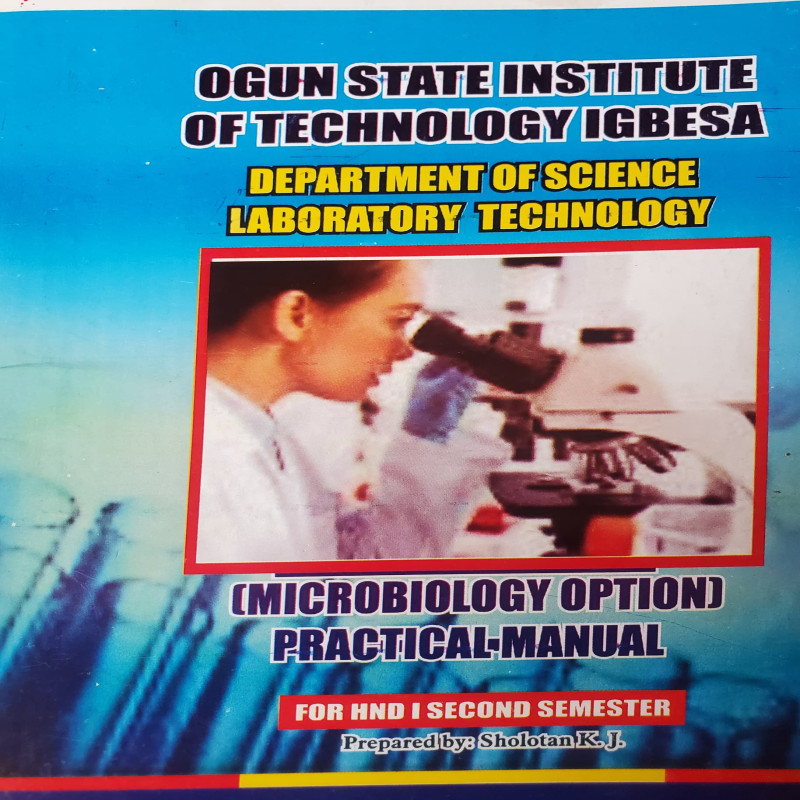 OGUN STATE INSTITUTE
OF TECHNOLOGY IGBESA
DEPARTMENT OF SCIENCE
LABORATORY TECHNOLOGY
(MICROBIOLOGY OPTION)
PRACTICAL-MANUAL
FOR HND I SECOND SEMESTER
Prepared by: Sholotan K. J.